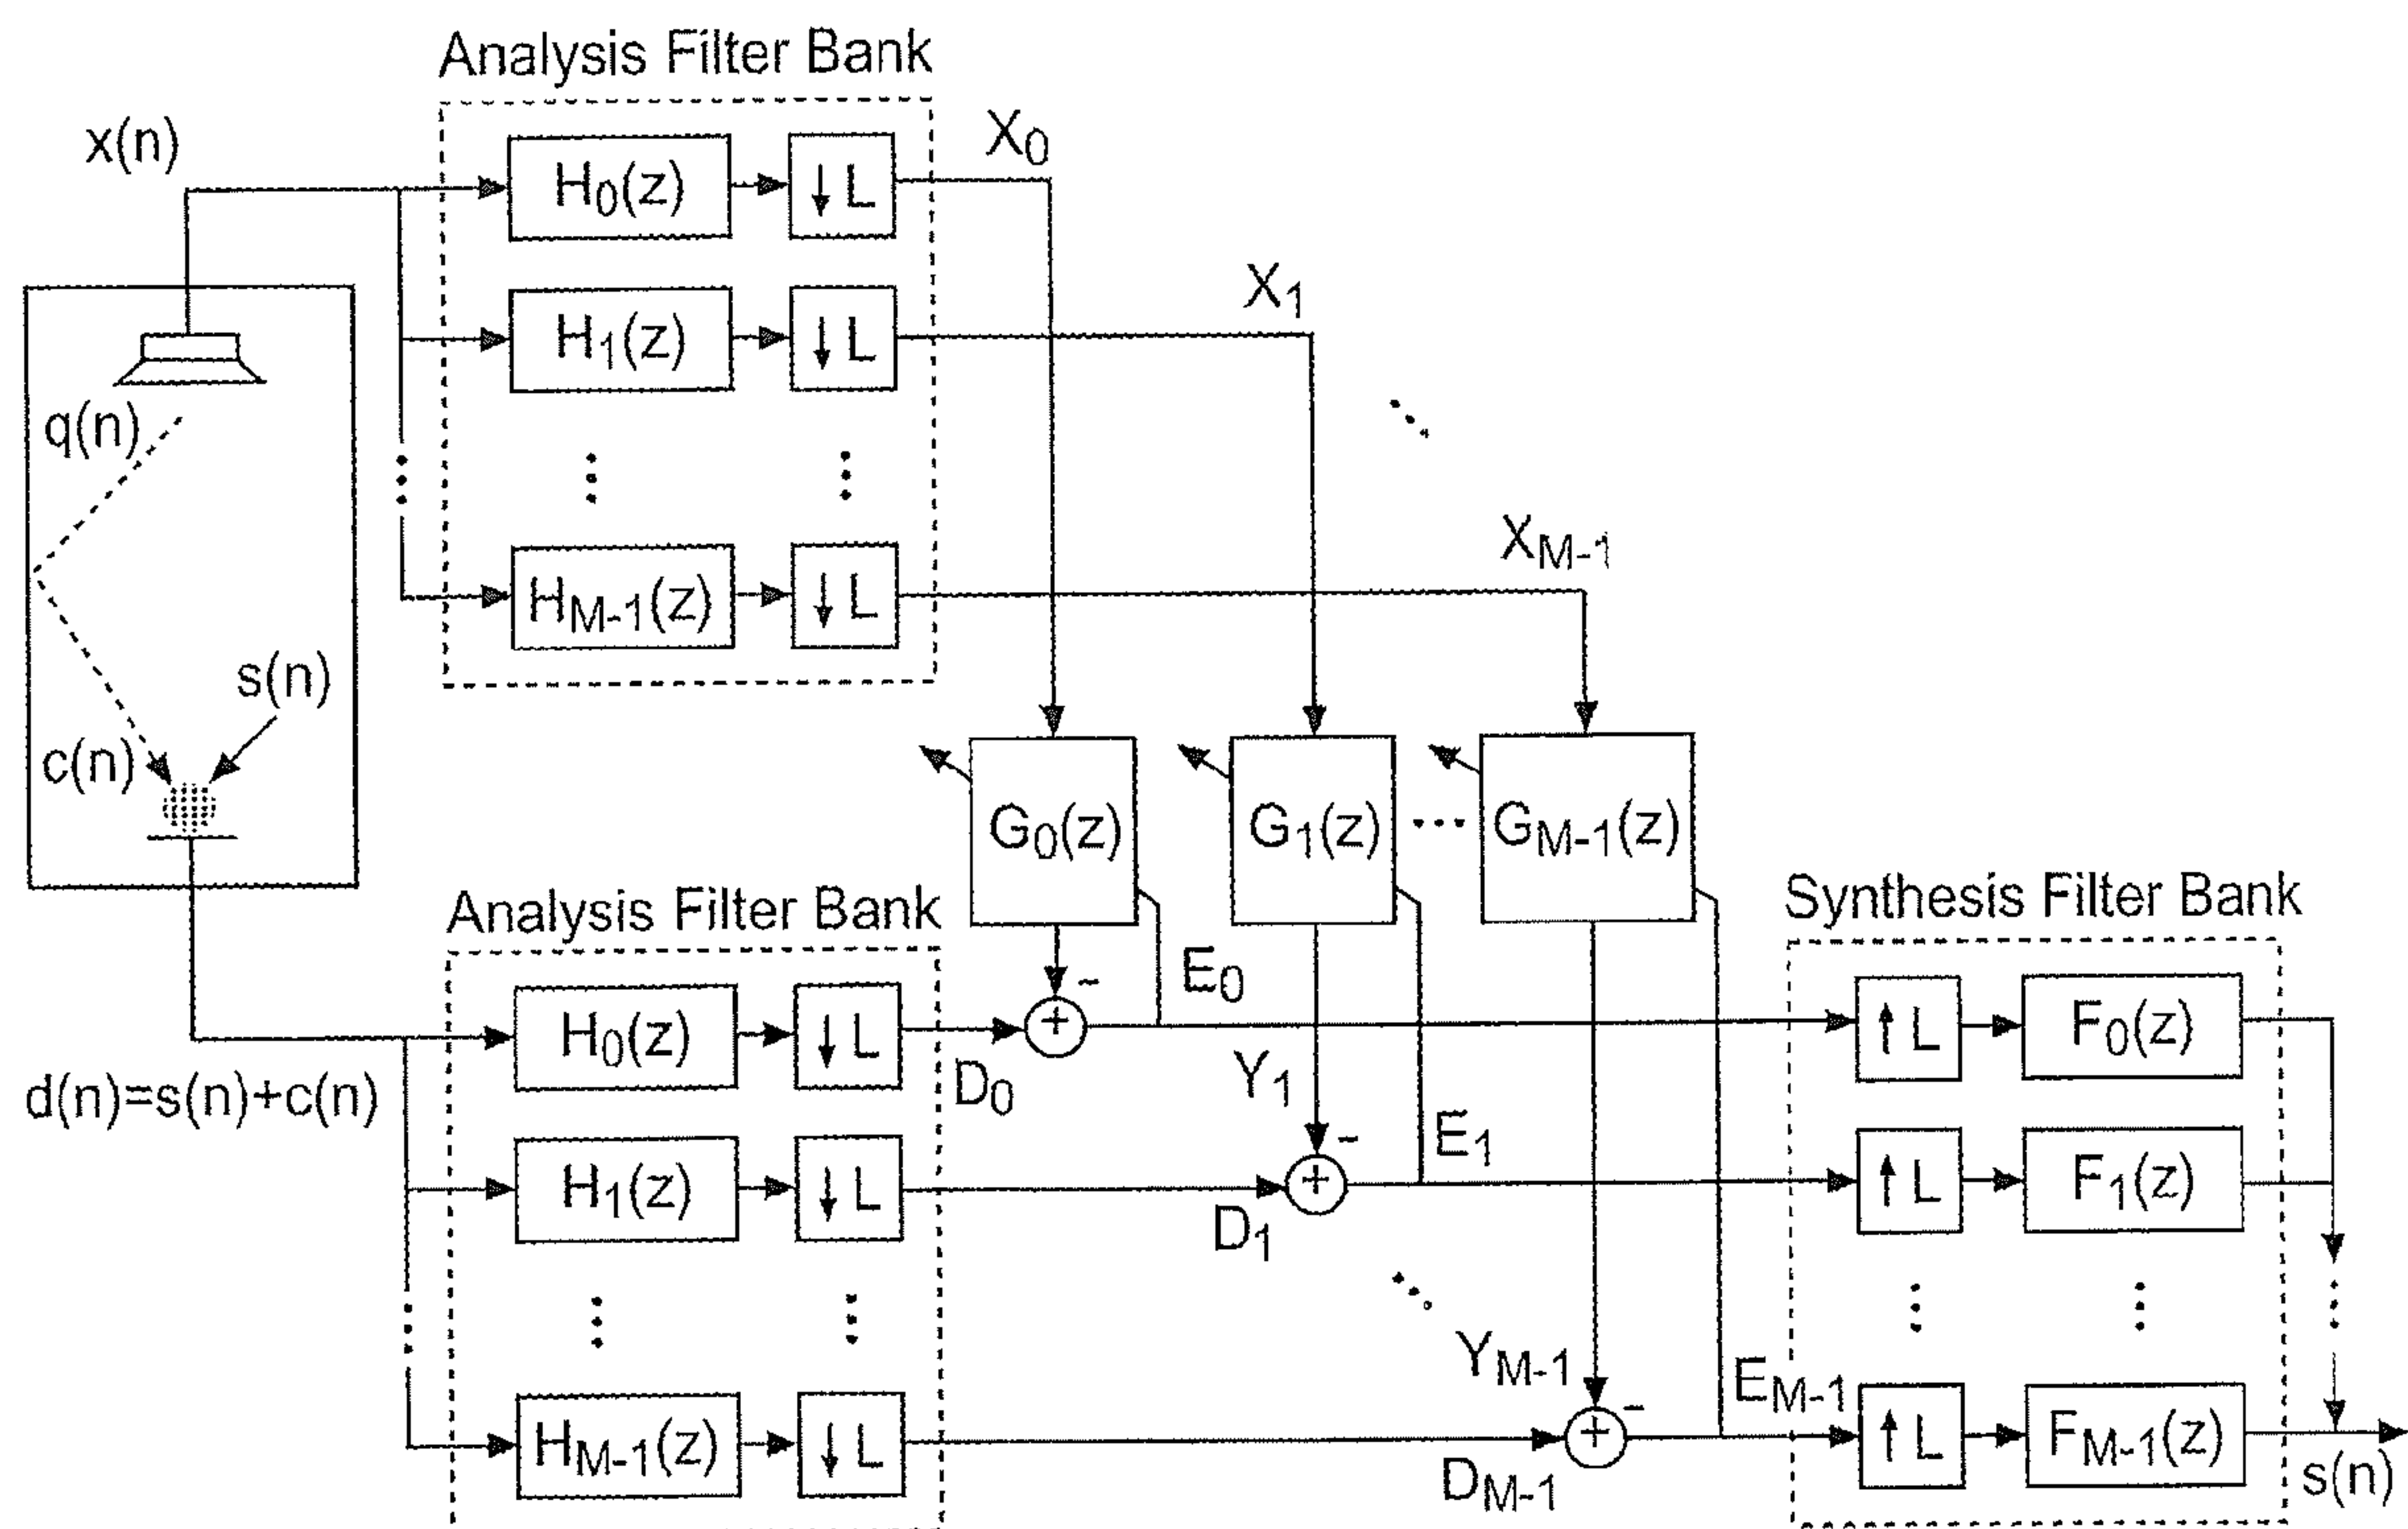 Analysis Filter Bank
x(n)
H0(z)
↓ L
X0
H1(z)
↓ L
X1
q(n)
HM-1(z)
↓ L
XM-1
s(n)
c(n)
G0(z)
G1(z)
...
GM-1(z)
Analysis Filter Bank
Synthesis Filter Bank
H0(z)
↓ L
D0
+
-
E0
↑ L
F0(z)
d(n)=s(n)+c(n)
Y1
H1(z)
↓ L
D1
+
-
E1
↑ L
F1(z)
YM-1
HM-1(z)
↓ L
DM-1
+
-
EM-1
↑ L
FM-1(z)
s(n)